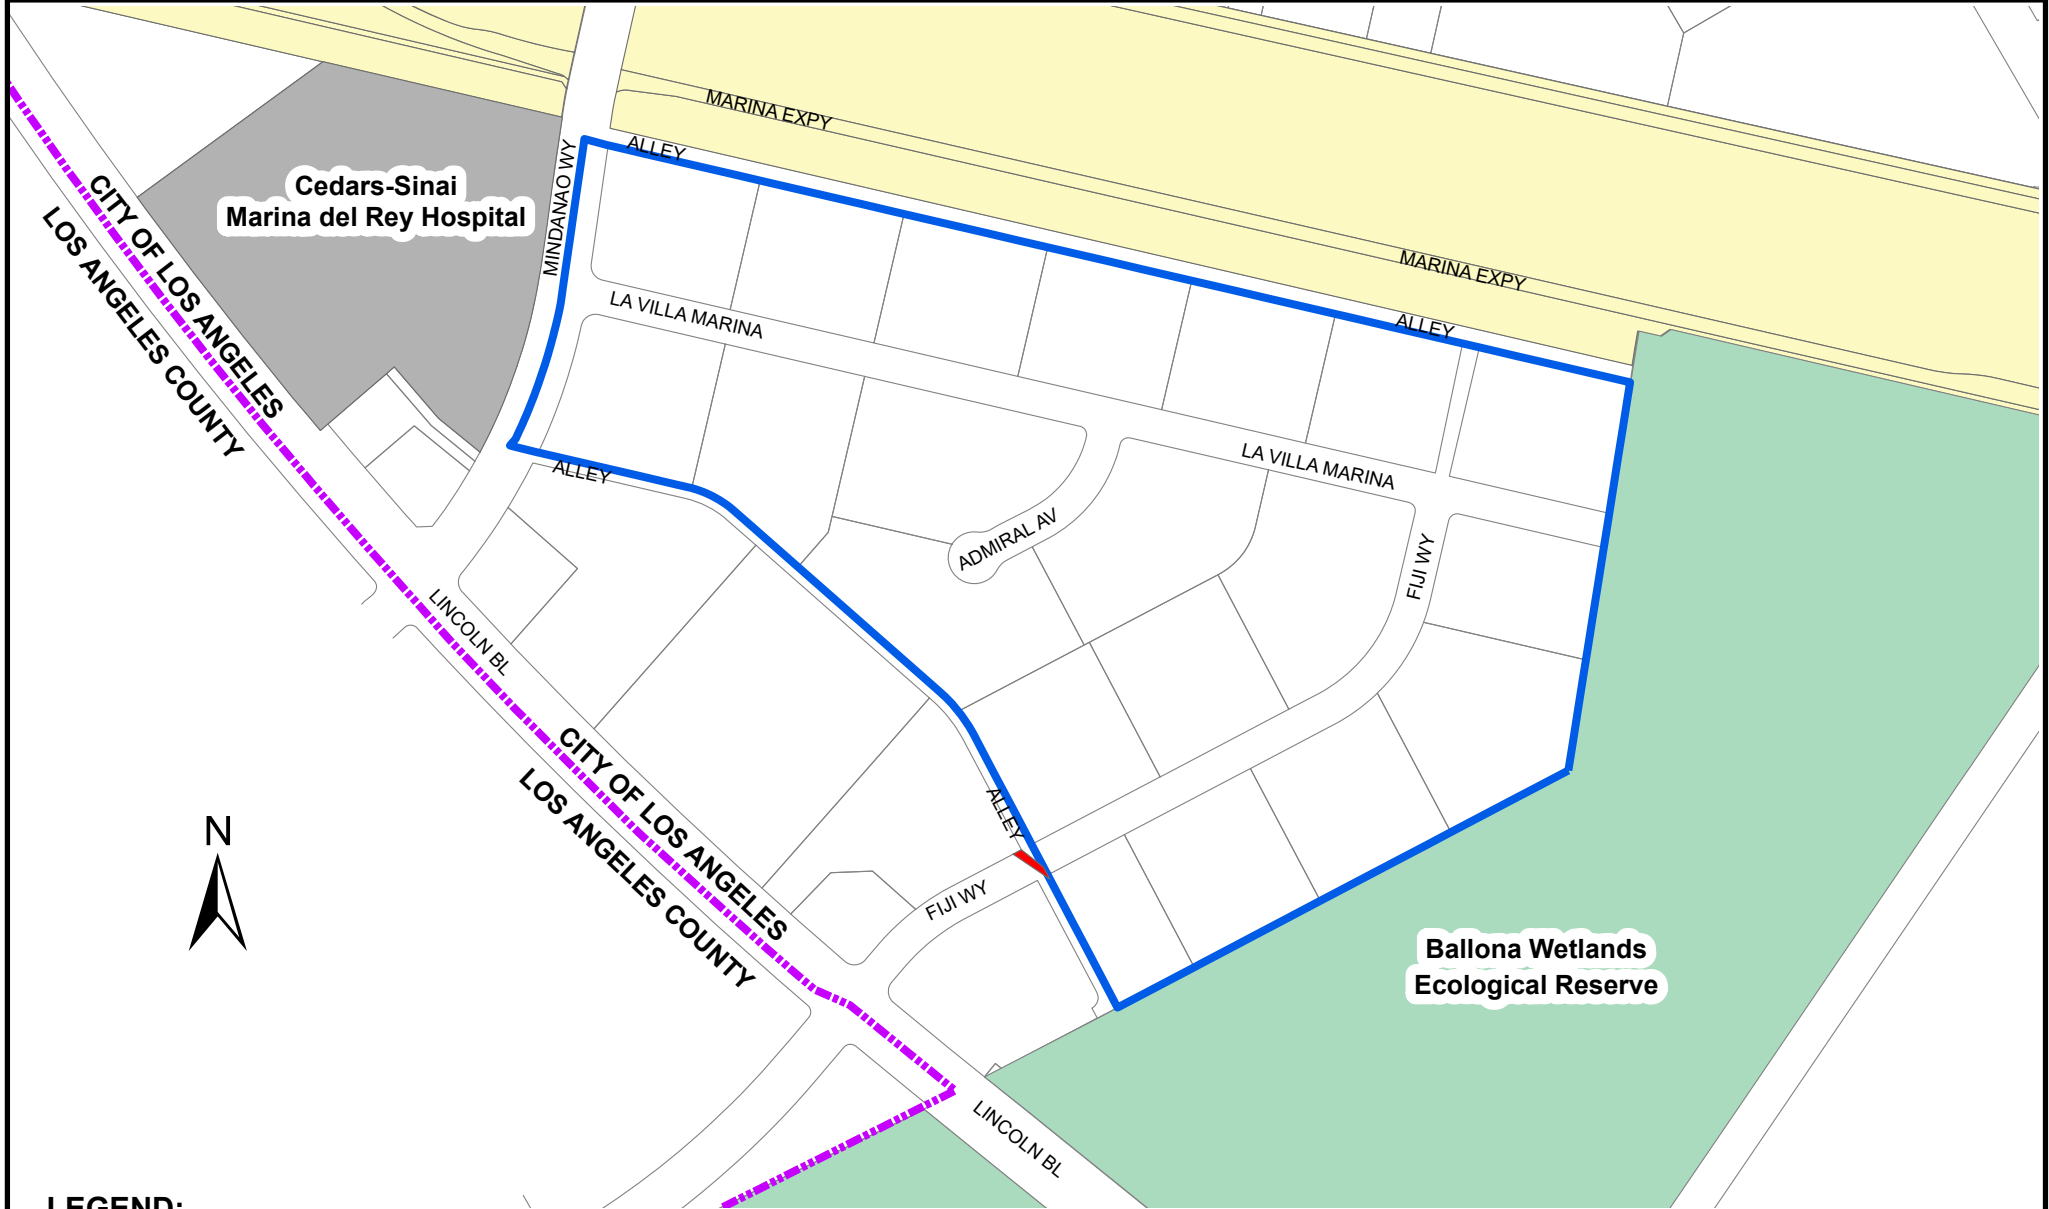 MARINA EXPY
ALLEY
MINDANAO WY
Cedars-Sinai
Marina del Rey Hospital
CITY OF LOS ANGELES
LOS ANGELES COUNTY
MARINA EXPY
LA VILLA MARINA
ALLEY
ALLEY
LA VILLA MARINA
ADMIRAL AV
FIJI WY
LINCOLN BL
CITY OF LOS ANGELES
LOS ANGELES COUNTY
ALLEY
N
FIJI WY
Ballona Wetlands
Ecological Reserve
LINCOLN BL
LEGEND: